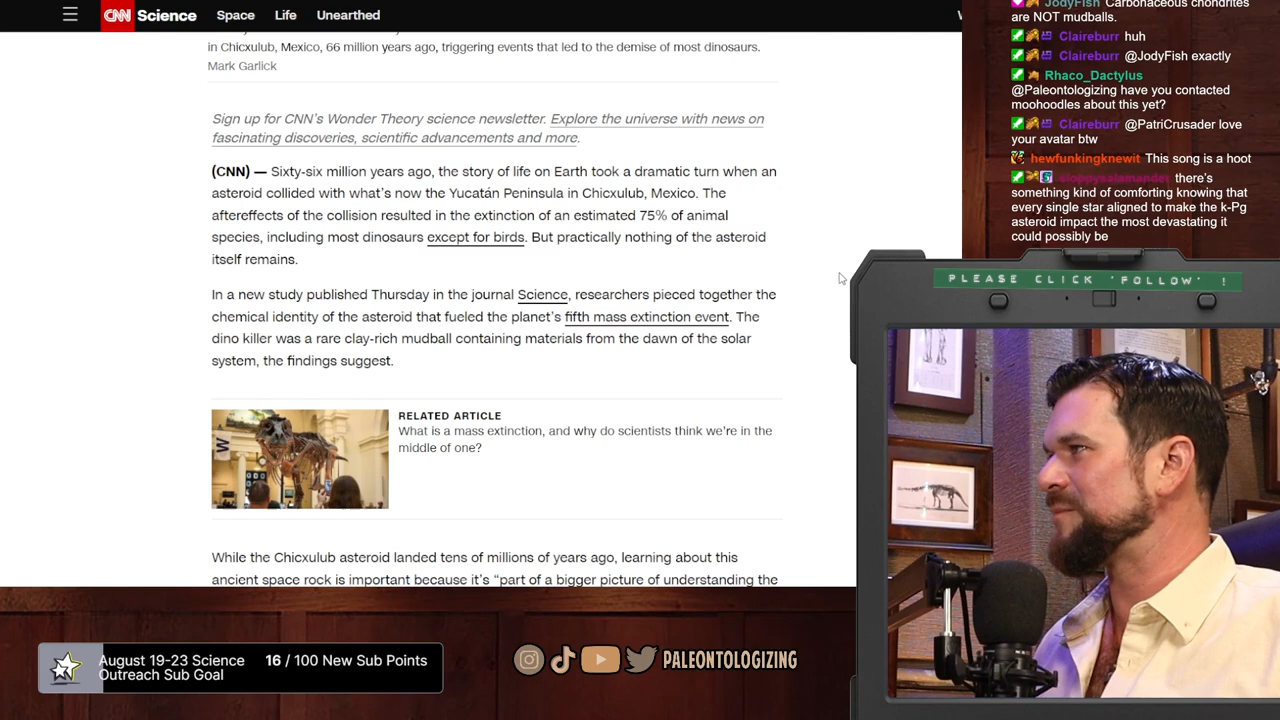 CNN Science Space Life Unearthed
in Chicxulub, Mexico, 66 million years ago, triggering events that led to the demise of most dinosaurs.
Mark Garlick
Sign up for CNN's Wonder Theory science newsletter. Explore the universe with news on
fascinating discoveries, scientific advancements and more.
(CNN) — Sixty-six million years ago, the story of life on Earth took a dramatic turn when an
asteroid collided with what's now the Yucatán Peninsula in Chicxulub, Mexico. The
aftereffects of the collision resulted in the extinction of an estimated 75% of animal
species, including most dinosaurs except for birds. But practically nothing of the asteroid
itself remains.
In a new study published Thursday in the journal Science, researchers pieced together the
chemical identity of the asteroid that fueled the planet's fifth mass extinction event. The
dino killer was a rare clay-rich mudball containing materials from the dawn of the solar
system, the findings suggest.
RELATED ARTICLE
What is a mass extinction, and why do scientists think we're in the
middle of one?
While the Chicxulub asteroid landed tens of millions of years ago, learning about this
ancient space rock is important because it's "part of a bigger picture of understanding the
JodyFish Carbonaceous chondrites
are NOT mudballs.
Claireburr huh
Claireburr @JodyFish exactly
Rhaco_Dactylus
@Paleontologizing have you contacted
moohoodles about this yet?
Claireburr @PatriCrusader love
your avatar btw
hewfunkingknewit This song is a hoot
sloppysalamander there's
something kind of comforting knowing that
every single star aligned to make the k-Pg
asteroid impact the most devastating it
could possibly be
PLEASE CLICK 'FOLLOW' !
August 19-23 Science
Outreach Sub Goal
16 / 100 New Sub Points
PALEONTOLOGIZING